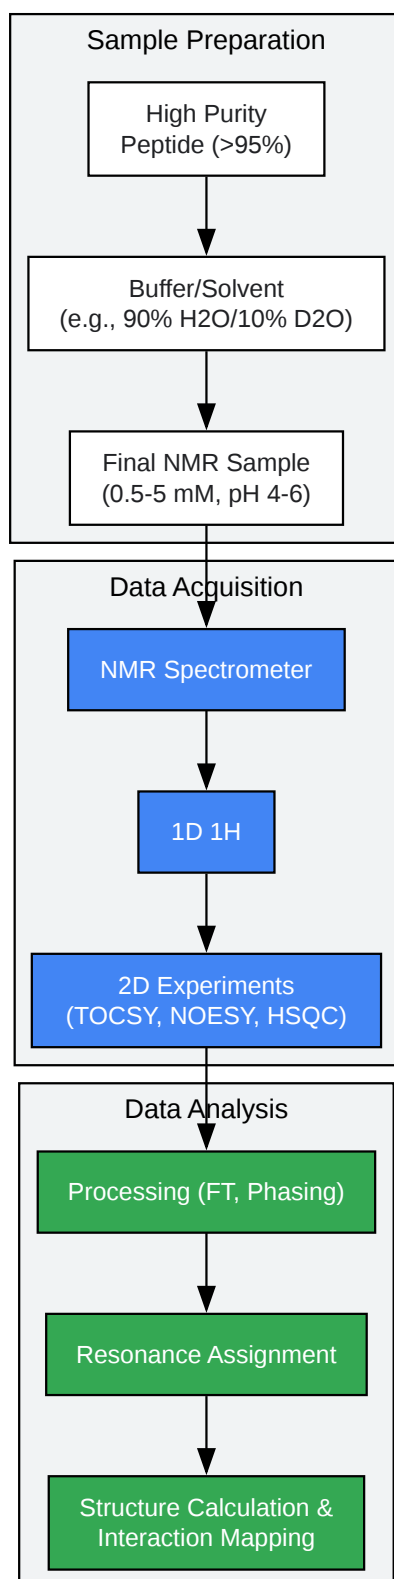 Sample Preparation
High Purity
Peptide (>95%)
Buffer/Solvent
(e.g., 90% H2O/10% D2O)
Final NMR Sample
(0.5-5 mM, pH 4-6)
Data Acquisition
NMR Spectrometer
1D 1H
2D Experiments
(TOCSY, NOESY, HSQC)
Data Analysis
Processing (FT, Phasing)
Resonance Assignment
Structure Calculation &
Interaction Mapping